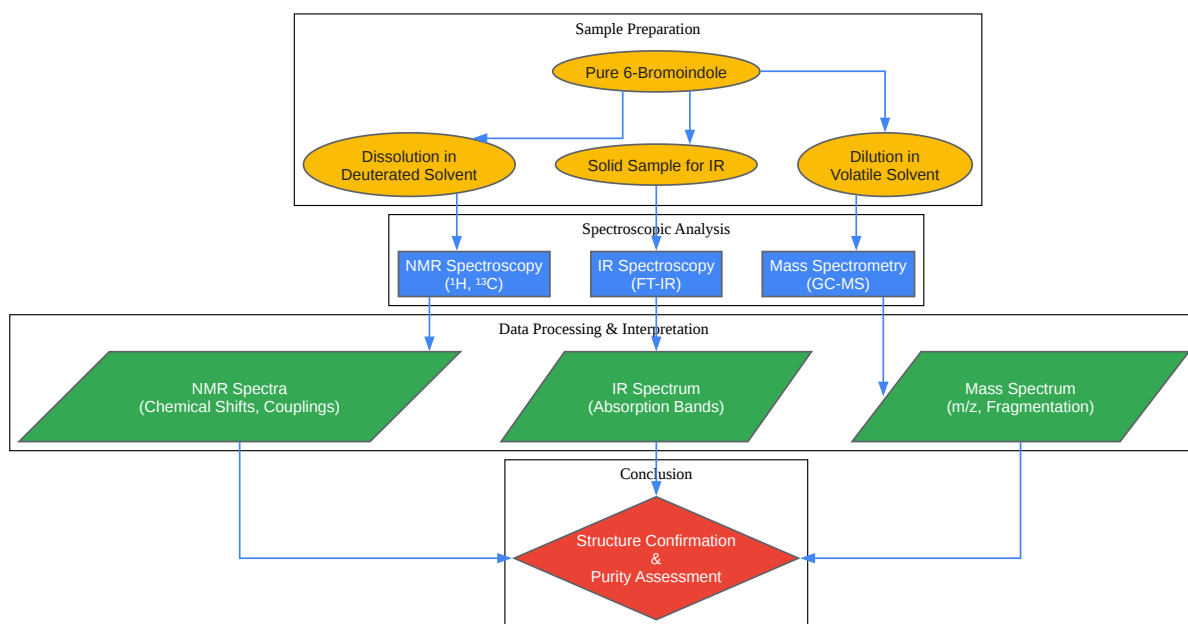 Sample Preparation
Pure 6-Bromoindole
Dissolution in
Deuterated Solvent
Solid Sample for IR
Dilution in
Volatile Solvent
Spectroscopic Analysis
NMR Spectroscopy
(¹H, ¹³C)
IR Spectroscopy
(FT-IR)
Mass Spectrometry
(GC-MS)
Data Processing & Interpretation
NMR Spectra
(Chemical Shifts, Couplings)
IR Spectrum
(Absorption Bands)
Mass Spectrum
(m/z, Fragmentation)
Conclusion
Structure Confirmation
&
Purity Assessment